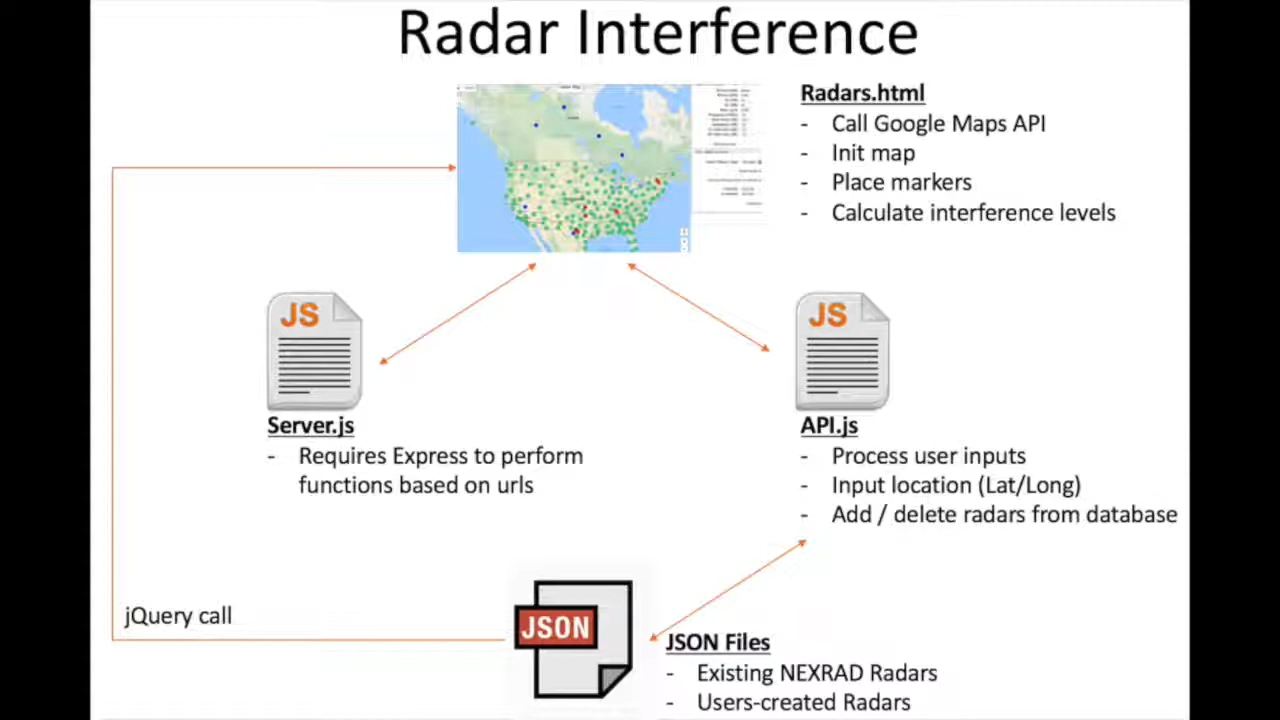 Radar Interference
Radars.html
- Call Google Maps API
- Init map
- Place markers
- Calculate interference levels
JS
JS
Server.js
- Requires Express to perform
functions based on urls
API.js
- Process user inputs
- Input location (Lat/Long)
- Add / delete radars from database
jQuery call
JSON
JSON Files
- Existing NEXRAD Radars
- Users-created Radars